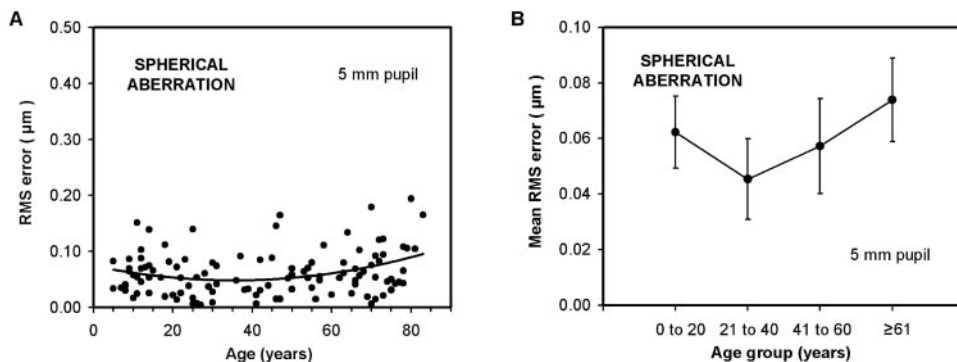 A
0.50
0.40
0.30
0.20
0.10
0.00
RMS error ( µm )
SPHERICAL
ABERRATION
5 mm pupil
0 20 40 60 80
Age (years)
B
0.10
0.08
0.06
0.04
0.02
0.00
Mean RMS error ( µm )
SPHERICAL
ABERRATION
5 mm pupil
0 to 20 21 to 40 41 to 60 ≥61
Age group (years)